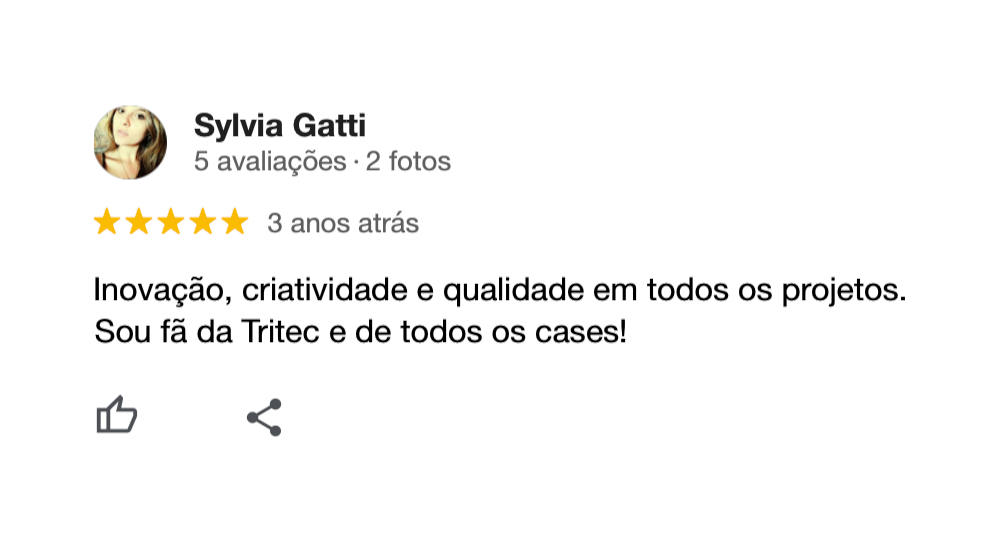 Sylvia Gatti
5 avaliações · 2 fotos
3 anos atrás
Inovação, criatividade e qualidade em todos os projetos.
Sou fã da Tritec e de todos os cases!